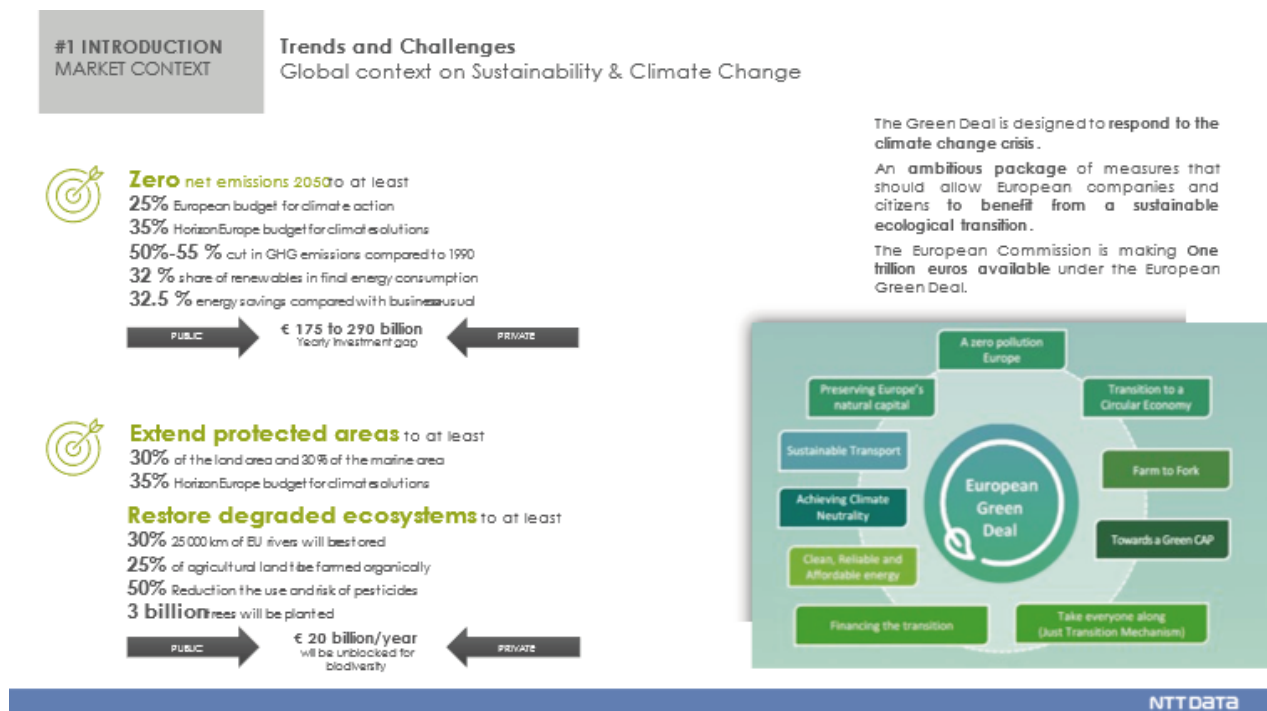 #1 INTRODUCTION
MARKET CONTEXT
Trends and Challenges
Global context on Sustainability & Climate Change
The Green Deal is designed to respond to the
climate change crisis.
An ambitious package of measures that
should allow European companies and
citizens to benefit from a sustainable
ecological transition.
The European Commission is making One
trillion euros available under the European
Green Deal.
Zero net emissions 2050 to at least
25% European budget for climate action
35% Horizon Europe budget for climate solutions
50%-55 % cut in GHG emissions compared to 1990
32 % share of renewables in final energy consumption
32.5 % energy savings compared with business usual
PUBLIC
€ 175 to 290 billion
Yearly Investment gap
PRIVATE
Extend protected areas to at least
30% of the land area and 30% of the marine area
35% Horizon Europe budget for climate solutions
Restore degraded ecosystems to at least
30% 25 000 km of EU rivers will be restored
25% of agricultural land to be farmed organically
50% Reduction the use and risk of pesticides
3 billion trees will be planted
PUBLIC
€ 20 billion/year
will be unblocked for
biodiversity
PRIVATE
A zero pollution
Europe
Preserving Europe's
natural capital
Transition to a
Circular Economy
Sustainable Transport
Farm to Fork
Achieving Climate
Neutrality
European
Green
Deal
Towards a Green CAP
Clean, Reliable and
Affordable energy
Financing the transition
Take everyone along
(Just Transition Mechanism)
NTT DATA